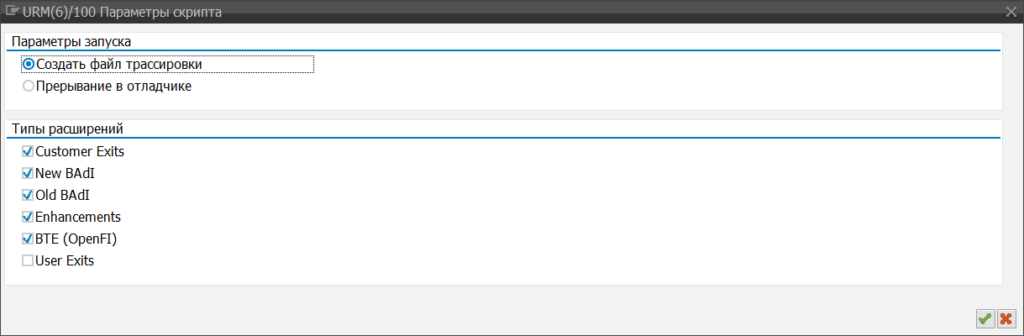 URM(6)/100 Параметры скрипта
Параметры запуска
Создать файл трассировки
Прерывание в отладчике
Типы расширений
Customer Exits
New BAdI
Old BAdI
Enhancements
BTE (OpenFI)
User Exits